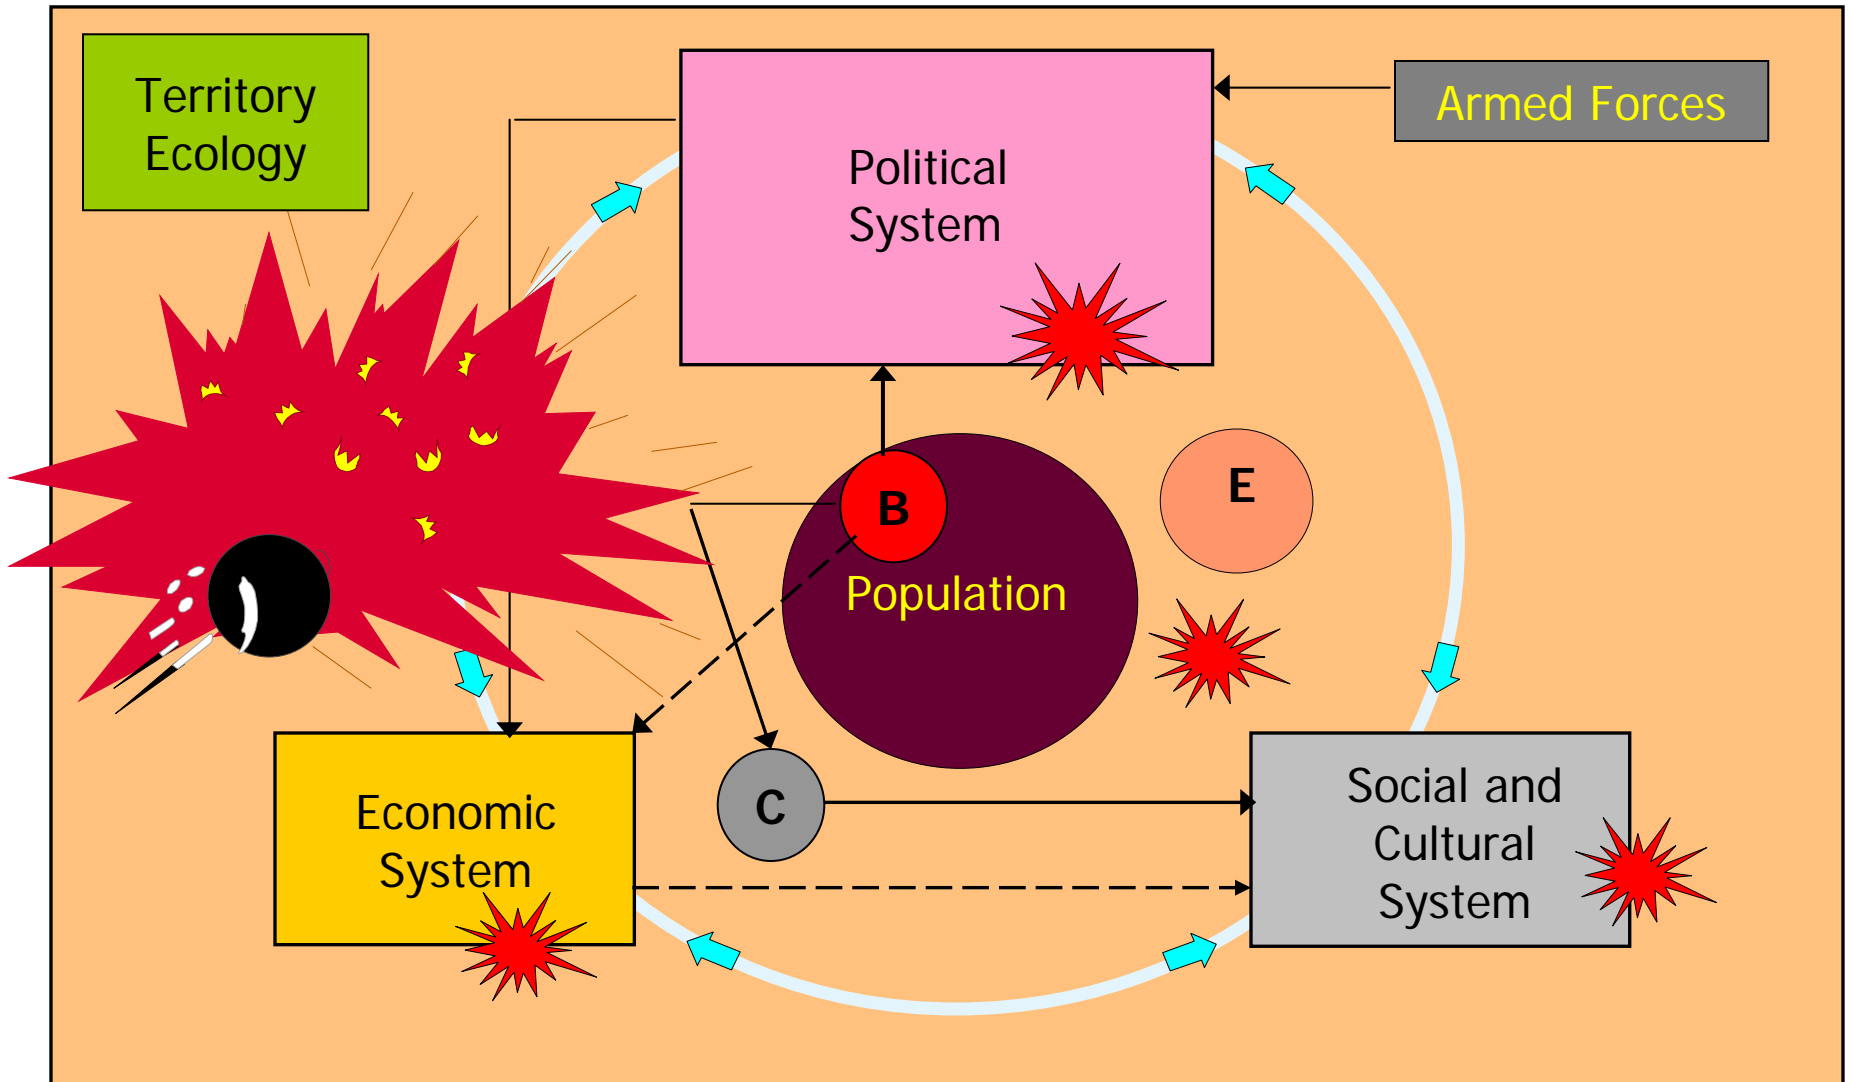 Territory
Ecology
Political
System
Armed Forces
B
E
Population
C
Economic
System
Social and
Cultural
System